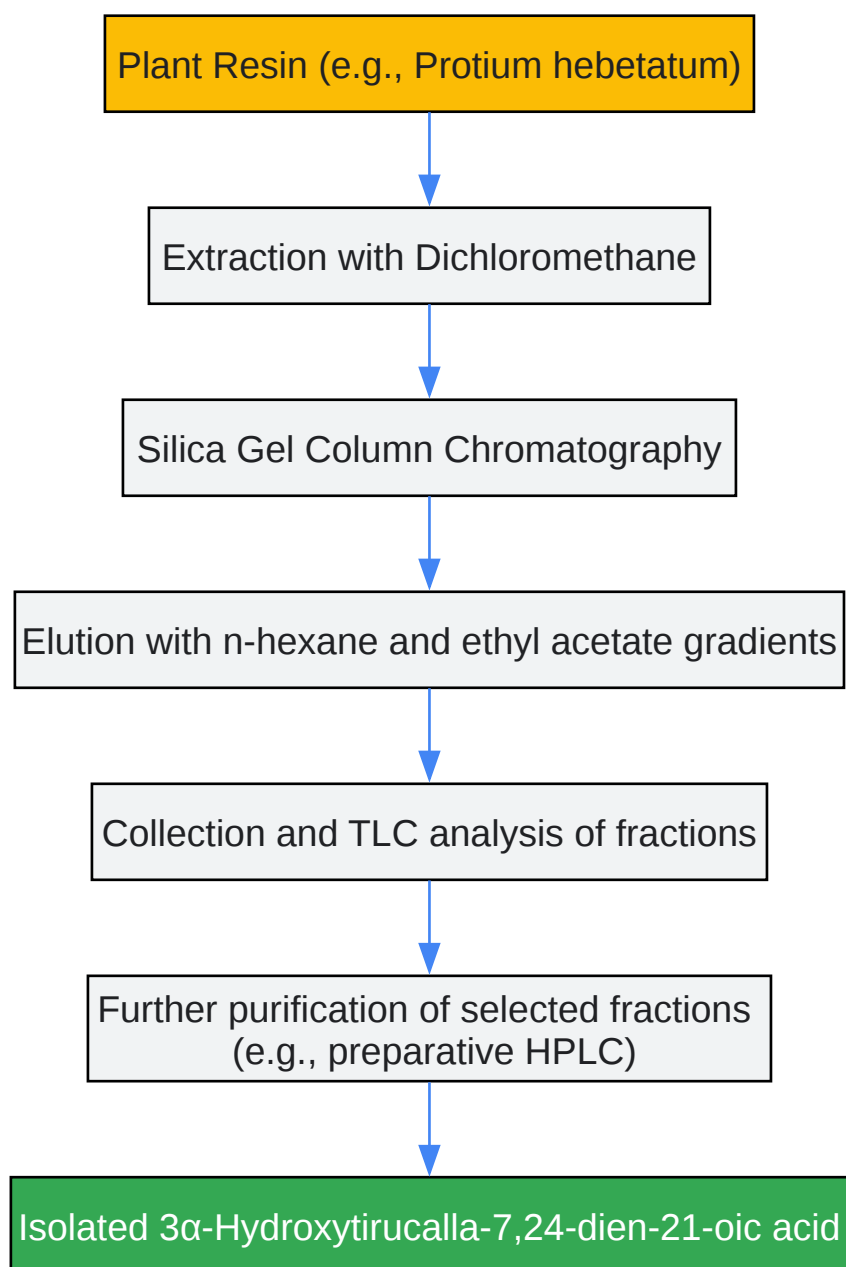 Plant Resin (e.g., Protium hebetatum)
Extraction with Dichloromethane
Silica Gel Column Chromatography
Elution with n-hexane and ethyl acetate gradients
Collection and TLC analysis of fractions
Further purification of selected fractions
(e.g., preparative HPLC)
Isolated 3α-Hydroxytirucalla-7,24-dien-21-oic acid